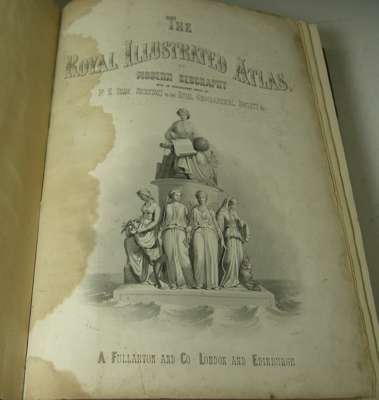 THE
ROYAL ILLUSTRATED ATLAS,
OF
MODERN GEOGRAPHY
ROYAL GEOGRAPHICAL SOCIETY &c.
A. FULLARTON AND CO. LONDON AND EDINBURGH